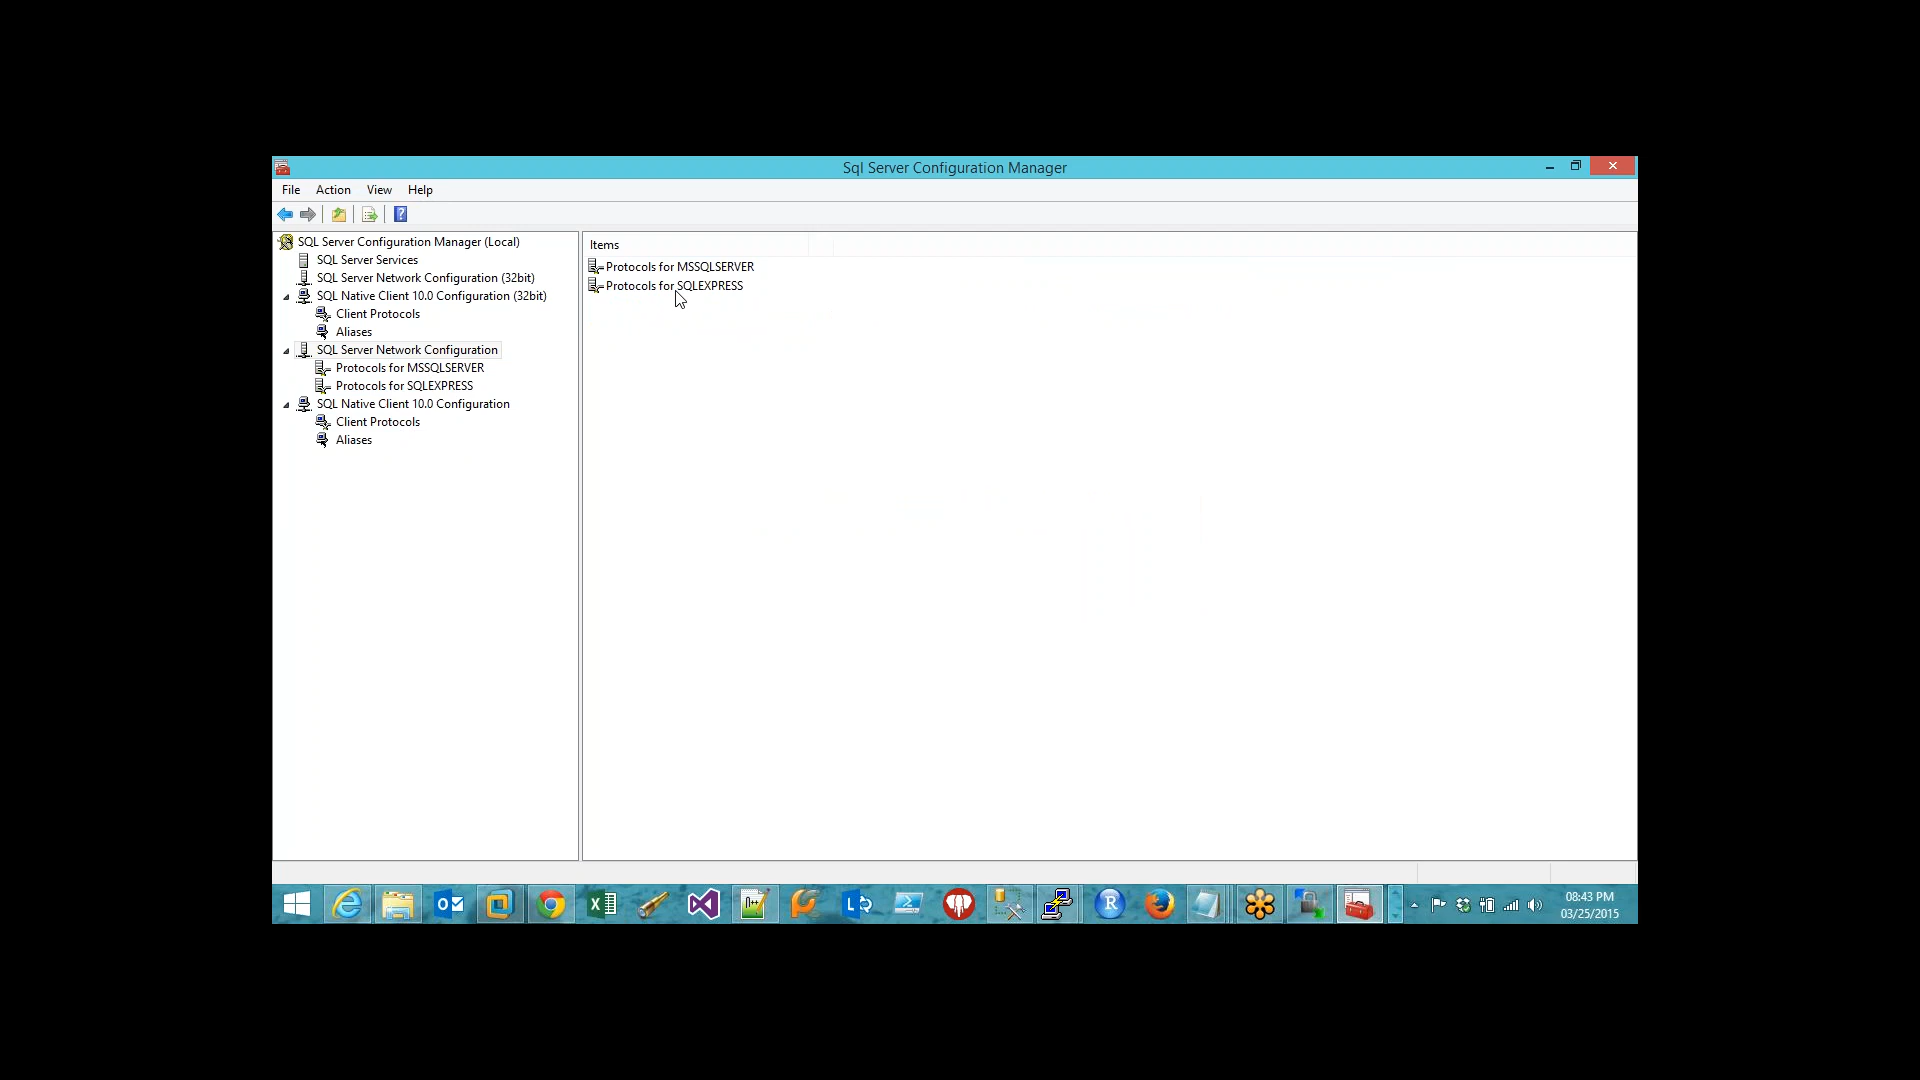 Sql Server Configuration Manager
File Action View Help
SQL Server Configuration Manager (Local)
SQL Server Services
SQL Server Network Configuration (32bit)
SQL Native Client 10.0 Configuration (32bit)
Client Protocols
Aliases
SQL Server Network Configuration
Protocols for MSSQLSERVER
Protocols for SQLEXPRESS
SQL Native Client 10.0 Configuration
Client Protocols
Aliases
Items
Protocols for MSSQLSERVER
Protocols for SQLEXPRESS
08:43 PM
03/25/2015